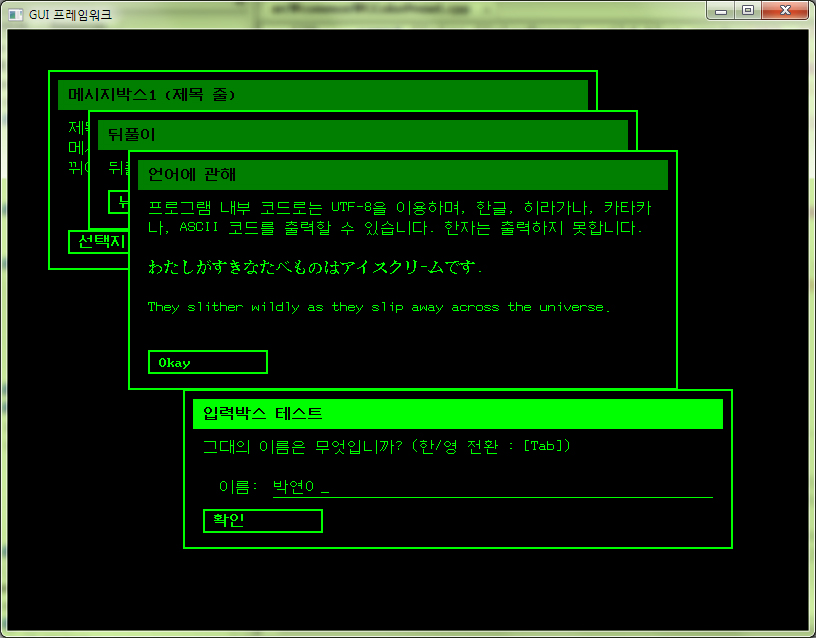 GUI 프레임워크
메시지박스1 (제목 줄)
뒤풀이
언어에 관해
프로그램 내부 코드로는 UTF-8을 이용하며, 한글, 히라가나, 카타카
나, ASCII 코드를 출력할 수 있습니다. 한자는 출력하지 못합니다.
わたしがすきなたべものはアイスクリームです.
They slither wildly as they slip away across the universe.
Okay
선택지
입력박스 테스트
그대의 이름은 무엇입니까? (한/영 전환 : [Tab])
이름: 박연0 _
확인